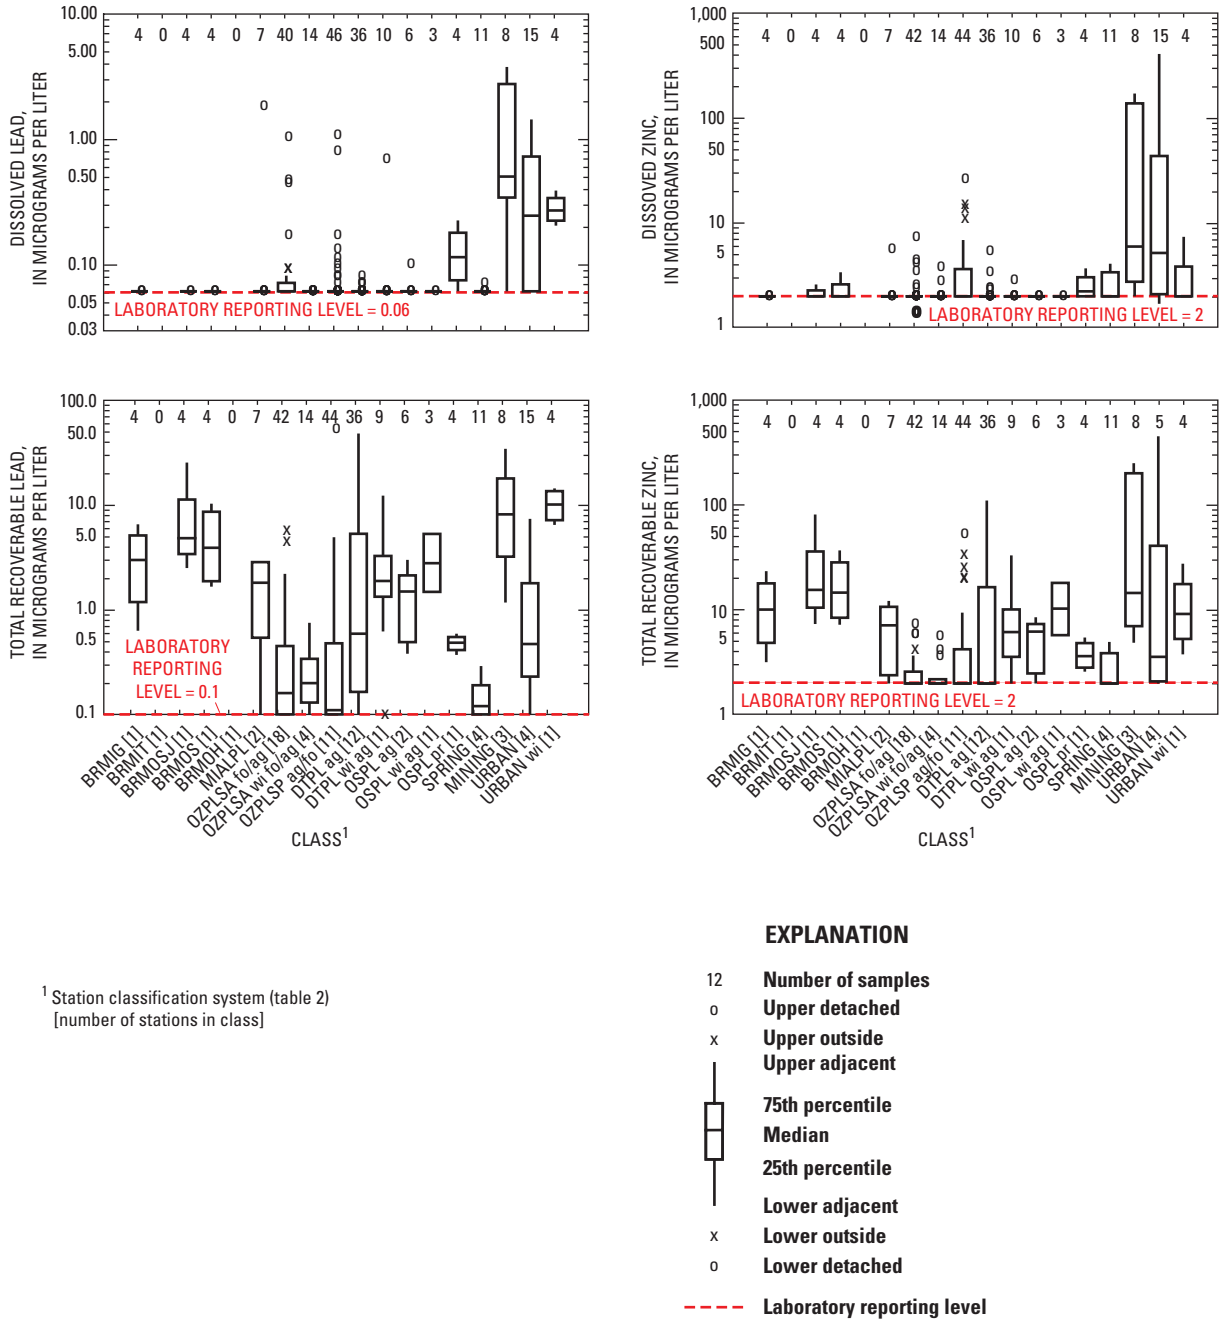 DISSOLVED LEAD,
IN MICROGRAMS PER LITER
10.00
5.00
1.00
0.50
0.10
0.05
0.03
4 0 4 4 0 7 40 14 46 36 10 6 3 4 11 8 15 4
LABORATORY REPORTING LEVEL = 0.06
DISSOVED ZINC,
IN MICROGRAMS PER LITER
1,000
500
100
50
10
5
1
4 0 4 4 0 7 42 14 44 36 10 6 3 4 11 8 15 4
LABORATORY REPORTING LEVEL = 2
TOTAL RECOVERABLE LEAD,
IN MICROGRAMS PER LITER
100.0
50.0
10.0
5.0
1.0
0.5
0.1
4 0 4 4 0 7 42 14 44 36 9 6 3 4 11 8 15 4
LABORATORY
REPORTING
LEVEL = 0.1
BRMIG [1]
BRMIT [1]
BRMOSJ [1]
BRMOS [1]
BRMOH [1]
MIALPL [2]
OZPLSA fo/ag [18]
OZPLSA wi fo/ag [4]
OZPLSP ag/fo [11]
DTPL ag [12]
DTPL wi ag [1]
OSPL ag [2]
OSPL wi ag [1]
OSPL pr [1]
SPRING [4]
MINING [3]
URBAN [4]
URBAN wi [1]
CLASS1
TOTAL RECOVERABLE ZINC,
IN MICROGRAMS PER LITER
1,000
500
100
50
10
5
1
4 0 4 4 0 7 42 14 44 36 9 6 3 4 11 8 5 4
LABORATORY REPORTING LEVEL = 2
BRMIG [1]
BRMIT [1]
BRMOSJ [1]
BRMOS [1]
BRMOH [1]
MIALPL [2]
OZPLSA fo/ag [18]
OZPLSA wi fo/ag [4]
OZPLSP ag/fo [11]
DTPL ag [12]
DTPL wi ag [1]
OSPL ag [2]
OSPL wi ag [1]
OSPL pr [1]
SPRING [4]
MINING [3]
URBAN [4]
URBAN wi [1]
CLASS1
1 Station classification system (table 2)
[number of stations in class]
EXPLANATION
12 Number of samples
o Upper detached
x Upper outside
Upper adjacent
75th percentile
Median
25th percentile
Lower adjacent
x Lower outside
o Lower detached
Laboratory reporting level